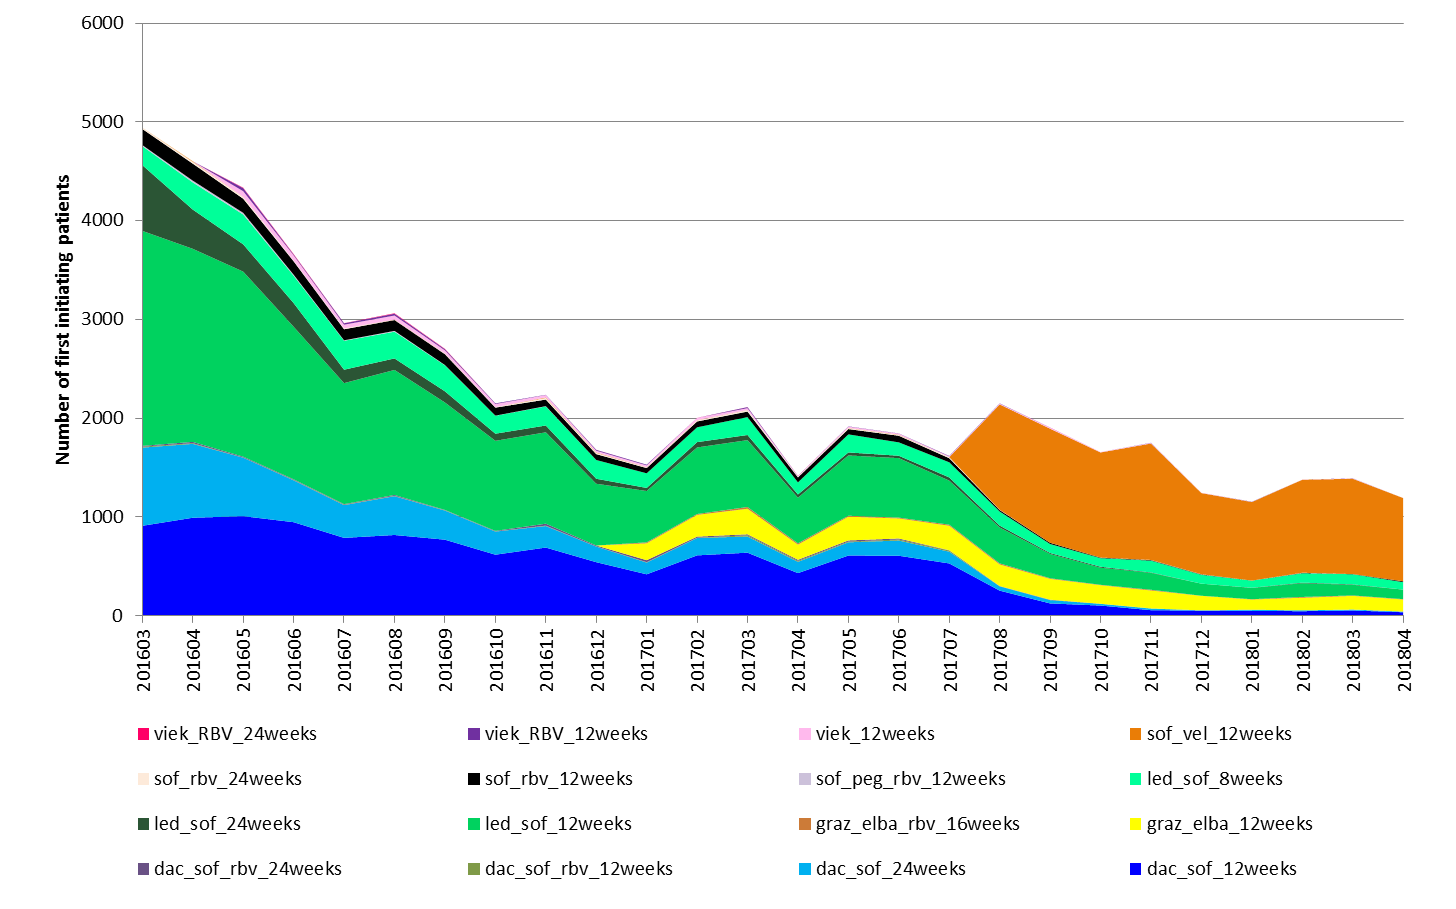 6000
5000
4000
3000
2000
1000
0
Number of first initiating patients
201603 201604 201605 201606 201607 201608 201609 201610 201611 201612 201701 201702 201703 201704 201705 201706 201707 201708 201709 201710 201711 201712 201801 201802 201803 201804
viek_RBV_24weeks viek_RBV_12weeks viek_12weeks sof_vel_12weeks
sof_rbv_24weeks sof_rbv_12weeks sof_peg_rbv_12weeks led_sof_8weeks
led_sof_24weeks led_sof_12weeks graz_elba_rbv_16weeks graz_elba_12weeks
dac_sof_rbv_24weeks dac_sof_rbv_12weeks dac_sof_24weeks dac_sof_12weeks